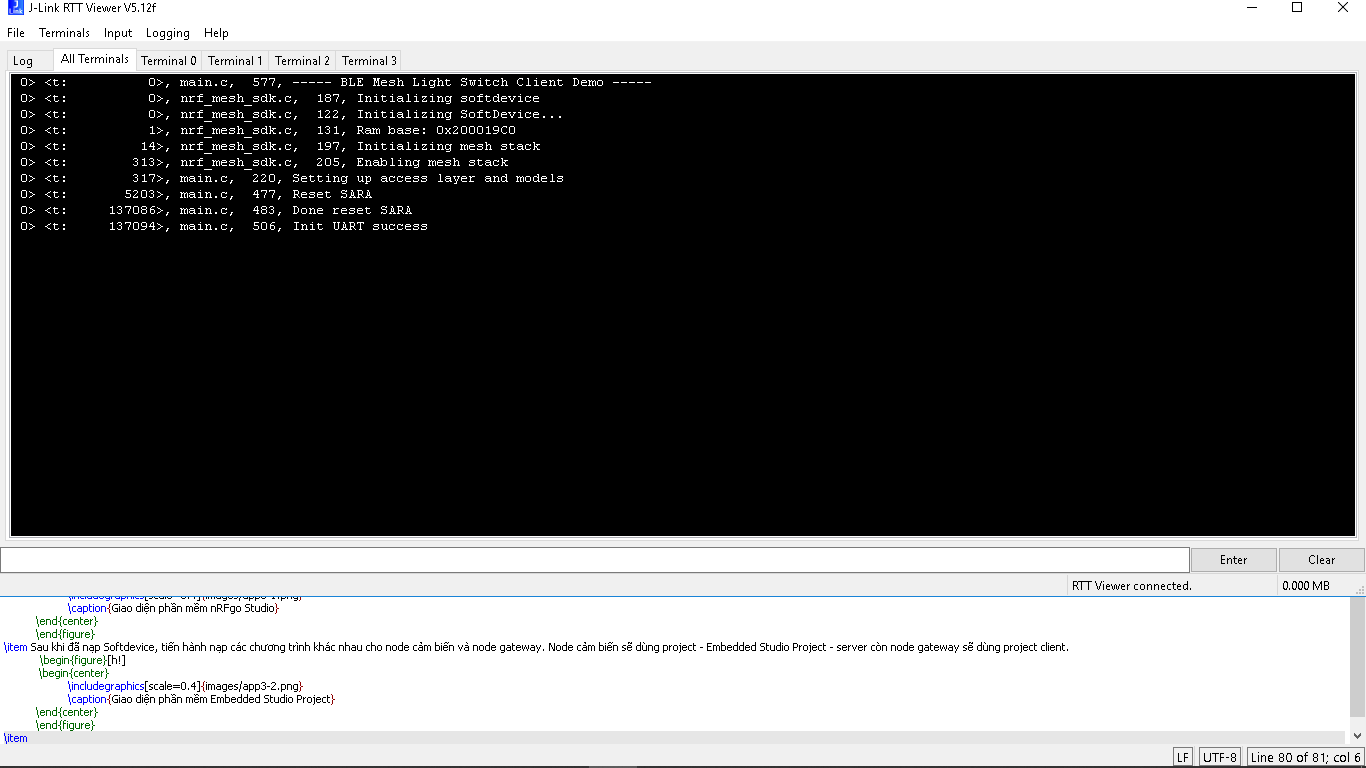 J-Link RTT Viewer V5.12f
File Terminals Input Logging Help
Log All Terminals Terminal 0 Terminal 1 Terminal 2 Terminal 3
0> <t:          0>, main.c,  577, ----- BLE Mesh Light Switch Client Demo -----
0> <t:          0>, nrf_mesh_sdk.c,  187, Initializing softdevice
0> <t:          0>, nrf_mesh_sdk.c,  122, Initializing SoftDevice...
0> <t:          1>, nrf_mesh_sdk.c,  131, Ram base: 0x200019C0
0> <t:         14>, nrf_mesh_sdk.c,  197, Initializing mesh stack
0> <t:        313>, nrf_mesh_sdk.c,  205, Enabling mesh stack
0> <t:        317>, main.c,  220, Setting up access layer and models
0> <t:       5203>, main.c,  477, Reset SARA
0> <t:     137086>, main.c,  483, Done reset SARA
0> <t:     137094>, main.c,  506, Init UART success
Enter Clear
RTT Viewer connected. 0.000 MB
\caption{Giao diện phần mềm nRFgo Studio}
\end{center}
\end{figure}
\item Sau khi đã nạp Softdevice, tiến hành nạp các chương trình khác nhau cho node cảm biến và node gateway. Node cảm biến sẽ dùng project - Embedded Studio Project - server còn node gateway sẽ dùng project client.
\begin{figure}[h!]
\begin{center}
\includegraphics[scale=0.4]{images/app3-2.png}
\caption{Giao diện phần mềm Embedded Studio Project}
\end{center}
\end{figure}
\item
LF UTF-8 Line 80 of 81; col 6